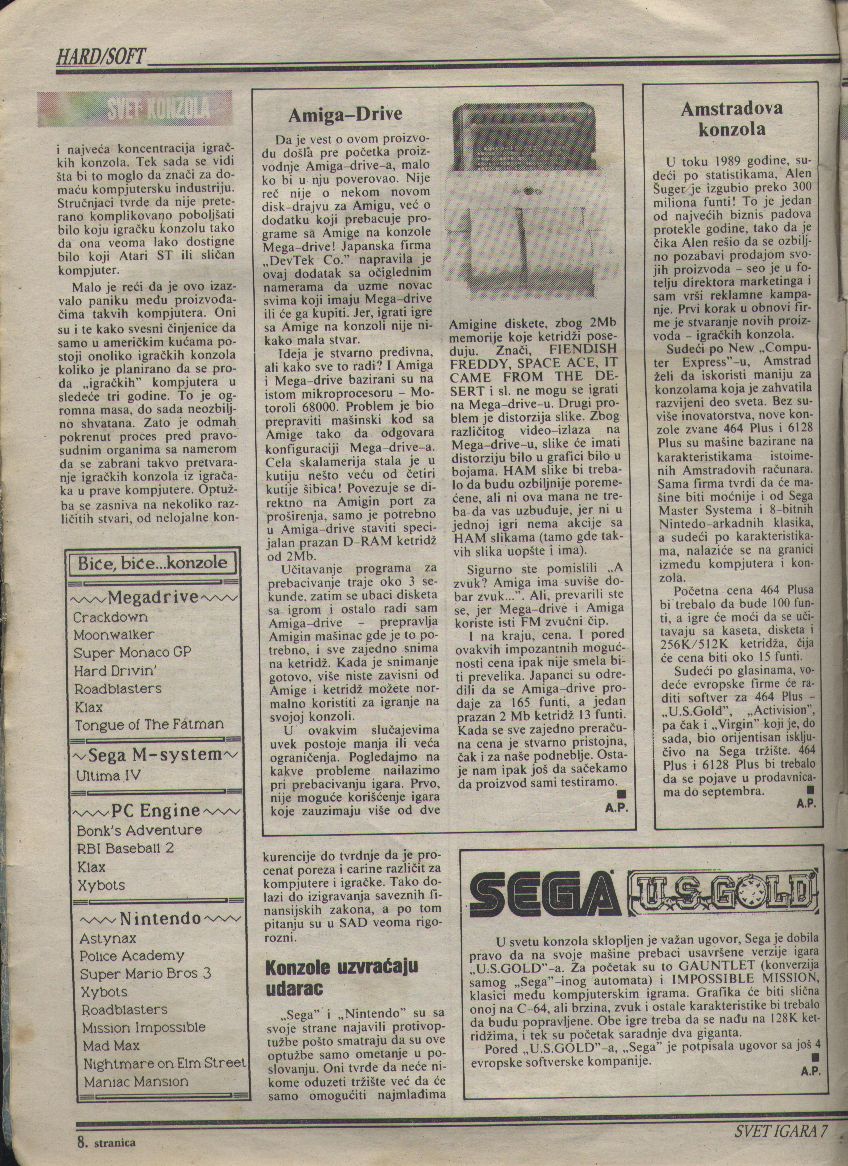 HARD/SOFT
SVET KONZOLA
i najveća koncentracija igrač-
kih konzola. Tek sada se vidi
šta bi to moglo da znači za do-
maću kompjutersku industriju.
Stručnjaci tvrde da nije prete-
rano komplikovano poboljšati
bilo koju igračku konzolu tako
da ona veoma lako dostigne
bilo koji Atari ST ili sličan
kompjuter.
Malo je reći da je ovo izaz-
valo paniku među proizvođa-
čima takvih kompjutera. Oni
su i te kako svesni činjenice da
samo u američkim kućama po-
stoji onoliko igračkih konzola
koliko je planirano da se pro-
da „igračkih” kompjutera u
sledeće tri godine. To je og-
romna masa, do sada neozbilj-
no shvatana. Zato je odmah
pokrenut proces pred pravo-
sudnim organima sa namerom
da se zabrani takvo pretvara-
nje igračkih konzola iz igrača-
ka u prave kompjutere. Optuž-
ba se zasniva na nekoliko raz-
ličitih stvari, od nelojalne kon-
Biće, biće...konzole
Megadrive
Crackdown
Moonwalker
Super Monaco GP
Hard Drivin'
Roadblasters
Klax
Tongue of The Fatman
Sega M-system
Ultima IV
PC Engine
Bonk's Adventure
RBI Baseball 2
Klax
Xybots
Nintendo
Astynax
Police Academy
Super Mario Bros 3
Xybots
Roadblasters
Mission Impossible
Mad Max
Nightmare on Elm Street
Maniac Mansion
Amiga–Drive
Da je vest o ovom proizvo-
du došla pre početka proiz-
vodnje Amiga–drive–a, malo
ko bi u nju poverovao. Nije
reč nije o nekom novom
disk–drajvu za Amigu, već o
dodatku koji prebacuje pro-
grame sa Amige na konzole
Mega–drive! Japanska firma
„DevTek Co.” napravila je
ovaj dodatak sa očiglednim
namerama da uzme novac
svima koji imaju Mega–drive
ili će ga kupiti. Jer, igrati igre
sa Amige na konzoli nije ni-
kako mala stvar.
Ideja je stvarno predivna,
ali kako sve to radi? I Amiga
i Mega–drive bazirani su na
istom mikroprocesoru – Mo-
toroli 68000. Problem je bio
prepraviti mašinski kod sa
Amige tako da odgovara
konfiguraciji Mega–drive–a.
Cela skalamerija stala je u
kutiju nešto veću od četiri
kutije šibica! Povezuje se di-
rektno na Amigin port za
proširenja, samo je potrebno
u Amiga–drive staviti speci-
jalan prazan D–RAM ketridž
od 2Mb.
Učitavanje programa za
prebacivanje traje oko 3 se-
kunde, zatim se ubaci disketa
sa igrom i ostalo radi sam
Amiga–drive – prepravlja
Amigin mašinac gde je to po-
trebno, i sve zajedno snima
na ketridž. Kada je snimanje
gotovo, više niste zavisni od
Amige i ketridž možete nor-
malno koristiti za igranje na
svojoj konzoli.
U ovakvim slučajevima
uvek postoje manja ili veća
ograničenja. Pogledajmo na
kakve probleme nailazimo
pri prebacivanju igara. Prvo,
nije moguće korišćenje igara
koje zauzimaju više od dve
Amigine diskete, zbog 2Mb
memorije koje ketridži pose-
duju. Znači, FIENDISH
FREDDY, SPACE ACE, IT
CAME FROM THE DE-
SERT i sl. ne mogu se igrati
na Mega–drive–u. Drugi pro-
blem je distorzija slike. Zbog
različitog video–izlaza na
Mega–drive–u, slike će imati
distorziju bilo u grafici bilo u
bojama. HAM slike bi treba-
lo da budu ozbiljnije poreme-
ćene, ali ni ova mana ne tre-
ba da vas uzbuđuje, jer ni u
jednoj igri nema akcije sa
HAM slikama (tamo gde tak-
vih slika uopšte i ima).
Sigurno ste pomislili „A
zvuk? Amiga ima suviše do-
bar zvuk...”. Ali, prevarili ste
se, jer Mega–drive i Amiga
koriste isti FM zvučni čip.
I na kraju, cena. I pored
ovakvih impozantnih moguć-
nosti cena ipak nije smela bi-
ti prevelika. Japanci su odre-
dili da se Amiga–drive pro-
daje za 165 funti, a jedan
prazan 2 Mb ketridž 13 funti.
Kada se sve zajedno preraču-
na cena je stvarno pristojna,
čak i za naše podneblje. Osta-
je nam ipak još da sačekamo
da proizvod sami testiramo.
A.P.
Amstradova
konzola
U toku 1989 godine, su-
deći po statistikama, Alen
Šuger je izgubio preko 300
miliona funti! To je jedan
od najvećih biznis padova
protekle godine, tako da je
čika Alen rešio da se ozbilj-
no pozabavi prodajom svo-
jih proizvoda – seo je u fo-
telju direktora marketinga i
sam vrši reklamne kampa-
nje. Prvi korak u obnovi fir-
me je stvaranje novih proiz-
voda – igračkih konzola.
Sudeći po New „Compu-
ter Express”–u, Amstrad
želi da iskoristi maniju za
konzolama koja je zahvatila
razvijeni deo sveta. Bez su-
više inovatorstva, nove kon-
zole zvane 464 Plus i 6128
Plus su mašine bazirane na
karakteristikama istoime-
nih Amstradovih računara.
Sama firma tvrdi da će ma-
šine biti moćnije i od Sega
Master Systema i 8–bitnih
Nintedo–arkadnih klasika,
a sudeći po karakteristika-
ma, nalaziće se na granici
između kompjutera i kon-
zola.
Početna cena 464 Plusa
bi trebalo da bude 100 fun-
ti, a igre će moći da se uči-
tavaju sa kaseta, disketa i
256K/512K ketridža, čija
će cena biti oko 15 funti.
Sudeći po glasinama, vo-
deće evropske firme će ra-
diti softver za 464 Plus –
„U.S.Gold”, „Activision”,
pa čak i „Virgin” koji je, do
sada, bio orijentisan isklju-
čivo na Sega tržište. 464
Plus i 6128 Plus bi trebalo
da se pojave u prodavnica-
ma do septembra.
A.P.
kurencije do tvrdnje da je pro-
cenat poreza i carine različit za
kompjutere i igračke. Tako do-
lazi do izigravanja saveznih fi-
nansijskih zakona, a po tom
pitanju su u SAD veoma rigo-
rozni.
Konzole uzvraćaju
udarac
„Sega” i „Nintendo” su sa
svoje strane najavili protivop-
tužbe pošto smatraju da su ove
optužbe samo ometanje u po-
slovanju. Oni tvrde da neće ni-
kome oduzeti tržište već da će
samo omogućiti najmlađima
SEGA U.S.GOLD
U svetu konzola sklopljen je važan ugovor, Sega je dobila
pravo da na svoje mašine prebaci usavršene verzije igara
„U.S.GOLD”–a. Za početak su to GAUNTLET (konverzija
samog „Sega”–inog automata) i IMPOSSIBLE MISSION,
klasici među kompjuterskim igrama. Grafika će biti slična
onoj na C–64, ali brzina, zvuk i ostale karakteristike bi trebalo
da budu popravljene. Obe igre treba da se nađu na 128K ket-
ridžima, i tek su početak saradnje dva giganta.
Pored „U.S.GOLD”–a, „Sega” je potpisala ugovor sa još 4
evropske softverske kompanije.
A.P.
8. stranica
SVET IGARA 7